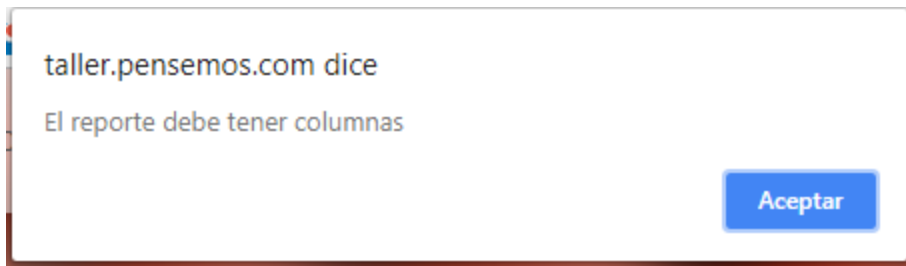 taller.pensemos.com dice
El reporte debe tener columnas
Aceptar